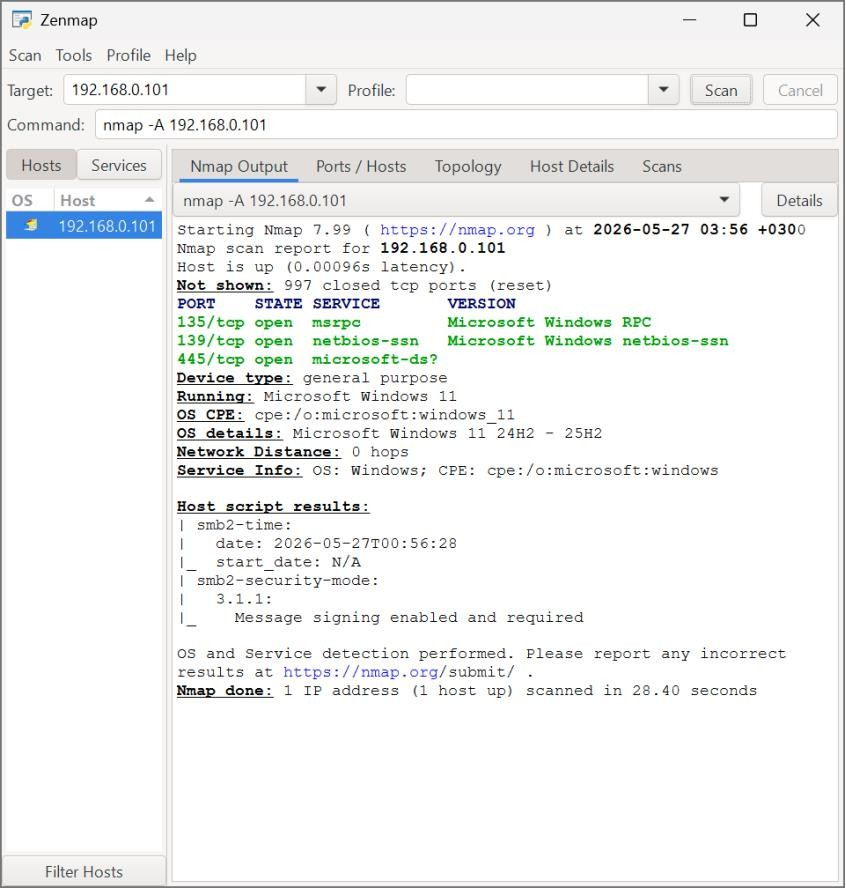 Zenmap
Scan Tools Profile Help
Target: 192.168.0.101 Profile: Scan Cancel
Command: nmap -A 192.168.0.101
Hosts Services Nmap Output Ports / Hosts Topology Host Details Scans
OS Host nmap -A 192.168.0.101 Details
192.168.0.101
Starting Nmap 7.99 ( https://nmap.org ) at 2026-05-27 03:56 +0300
Nmap scan report for 192.168.0.101
Host is up (0.00096s latency).
Not shown: 997 closed tcp ports (reset)
PORT    STATE SERVICE       VERSION
135/tcp open  msrpc         Microsoft Windows RPC
139/tcp open  netbios-ssn   Microsoft Windows netbios-ssn
445/tcp open  microsoft-ds?
Device type: general purpose
Running: Microsoft Windows 11
OS CPE: cpe:/o:microsoft:windows_11
OS details: Microsoft Windows 11 24H2 - 25H2
Network Distance: 0 hops
Service Info: OS: Windows; CPE: cpe:/o:microsoft:windows
Host script results:
| smb2-time:
|   date: 2026-05-27T00:56:28
|_  start_date: N/A
| smb2-security-mode:
|   3.1.1:
|_    Message signing enabled and required
OS and Service detection performed. Please report any incorrect
results at https://nmap.org/submit/ .
Nmap done: 1 IP address (1 host up) scanned in 28.40 seconds
Filter Hosts